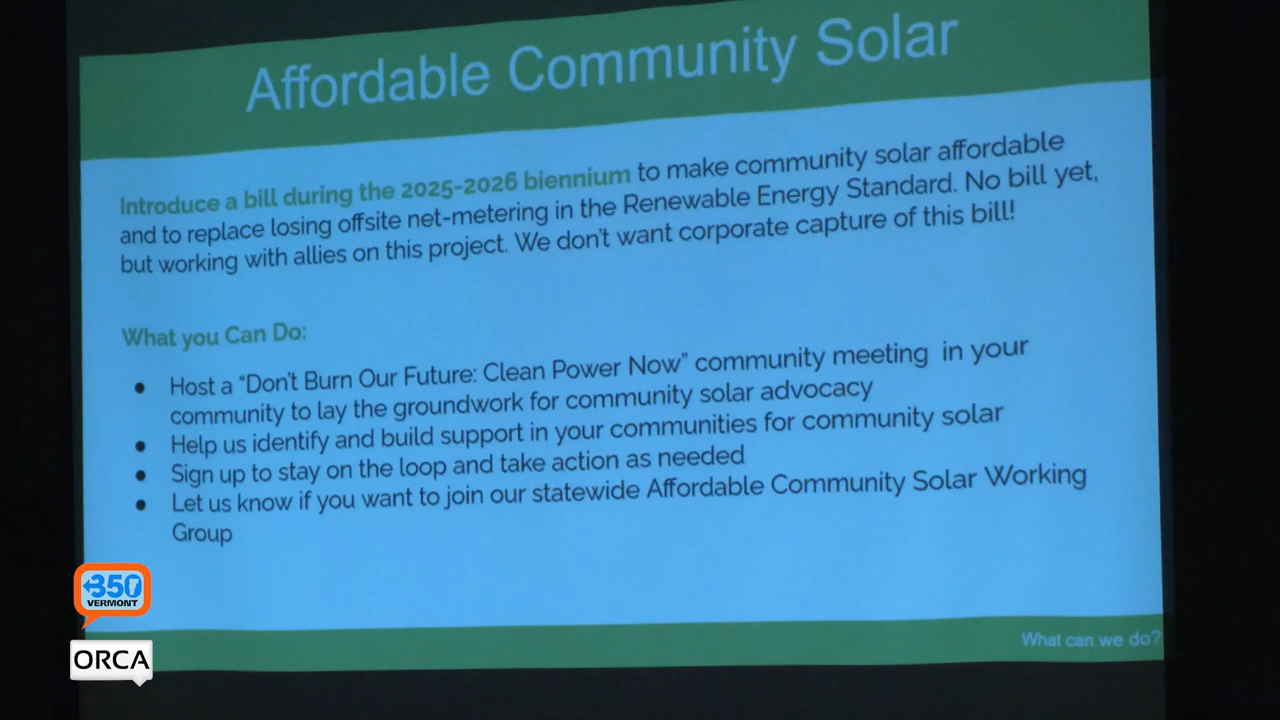 Affordable Community Solar
Introduce a bill during the 2025-2026 biennium to make community solar affordable
and to replace losing offsite net-metering in the Renewable Energy Standard. No bill yet,
but working with allies on this project. We don't want corporate capture of this bill!
What you Can Do:
● Host a “Don't Burn Our Future: Clean Power Now” community meeting in your
community to lay the groundwork for community solar advocacy
● Help us identify and build support in your communities for community solar
● Sign up to stay on the loop and take action as needed
● Let us know if you want to join our statewide Affordable Community Solar Working
Group
350
VERMONT
ORCA
What can we do?